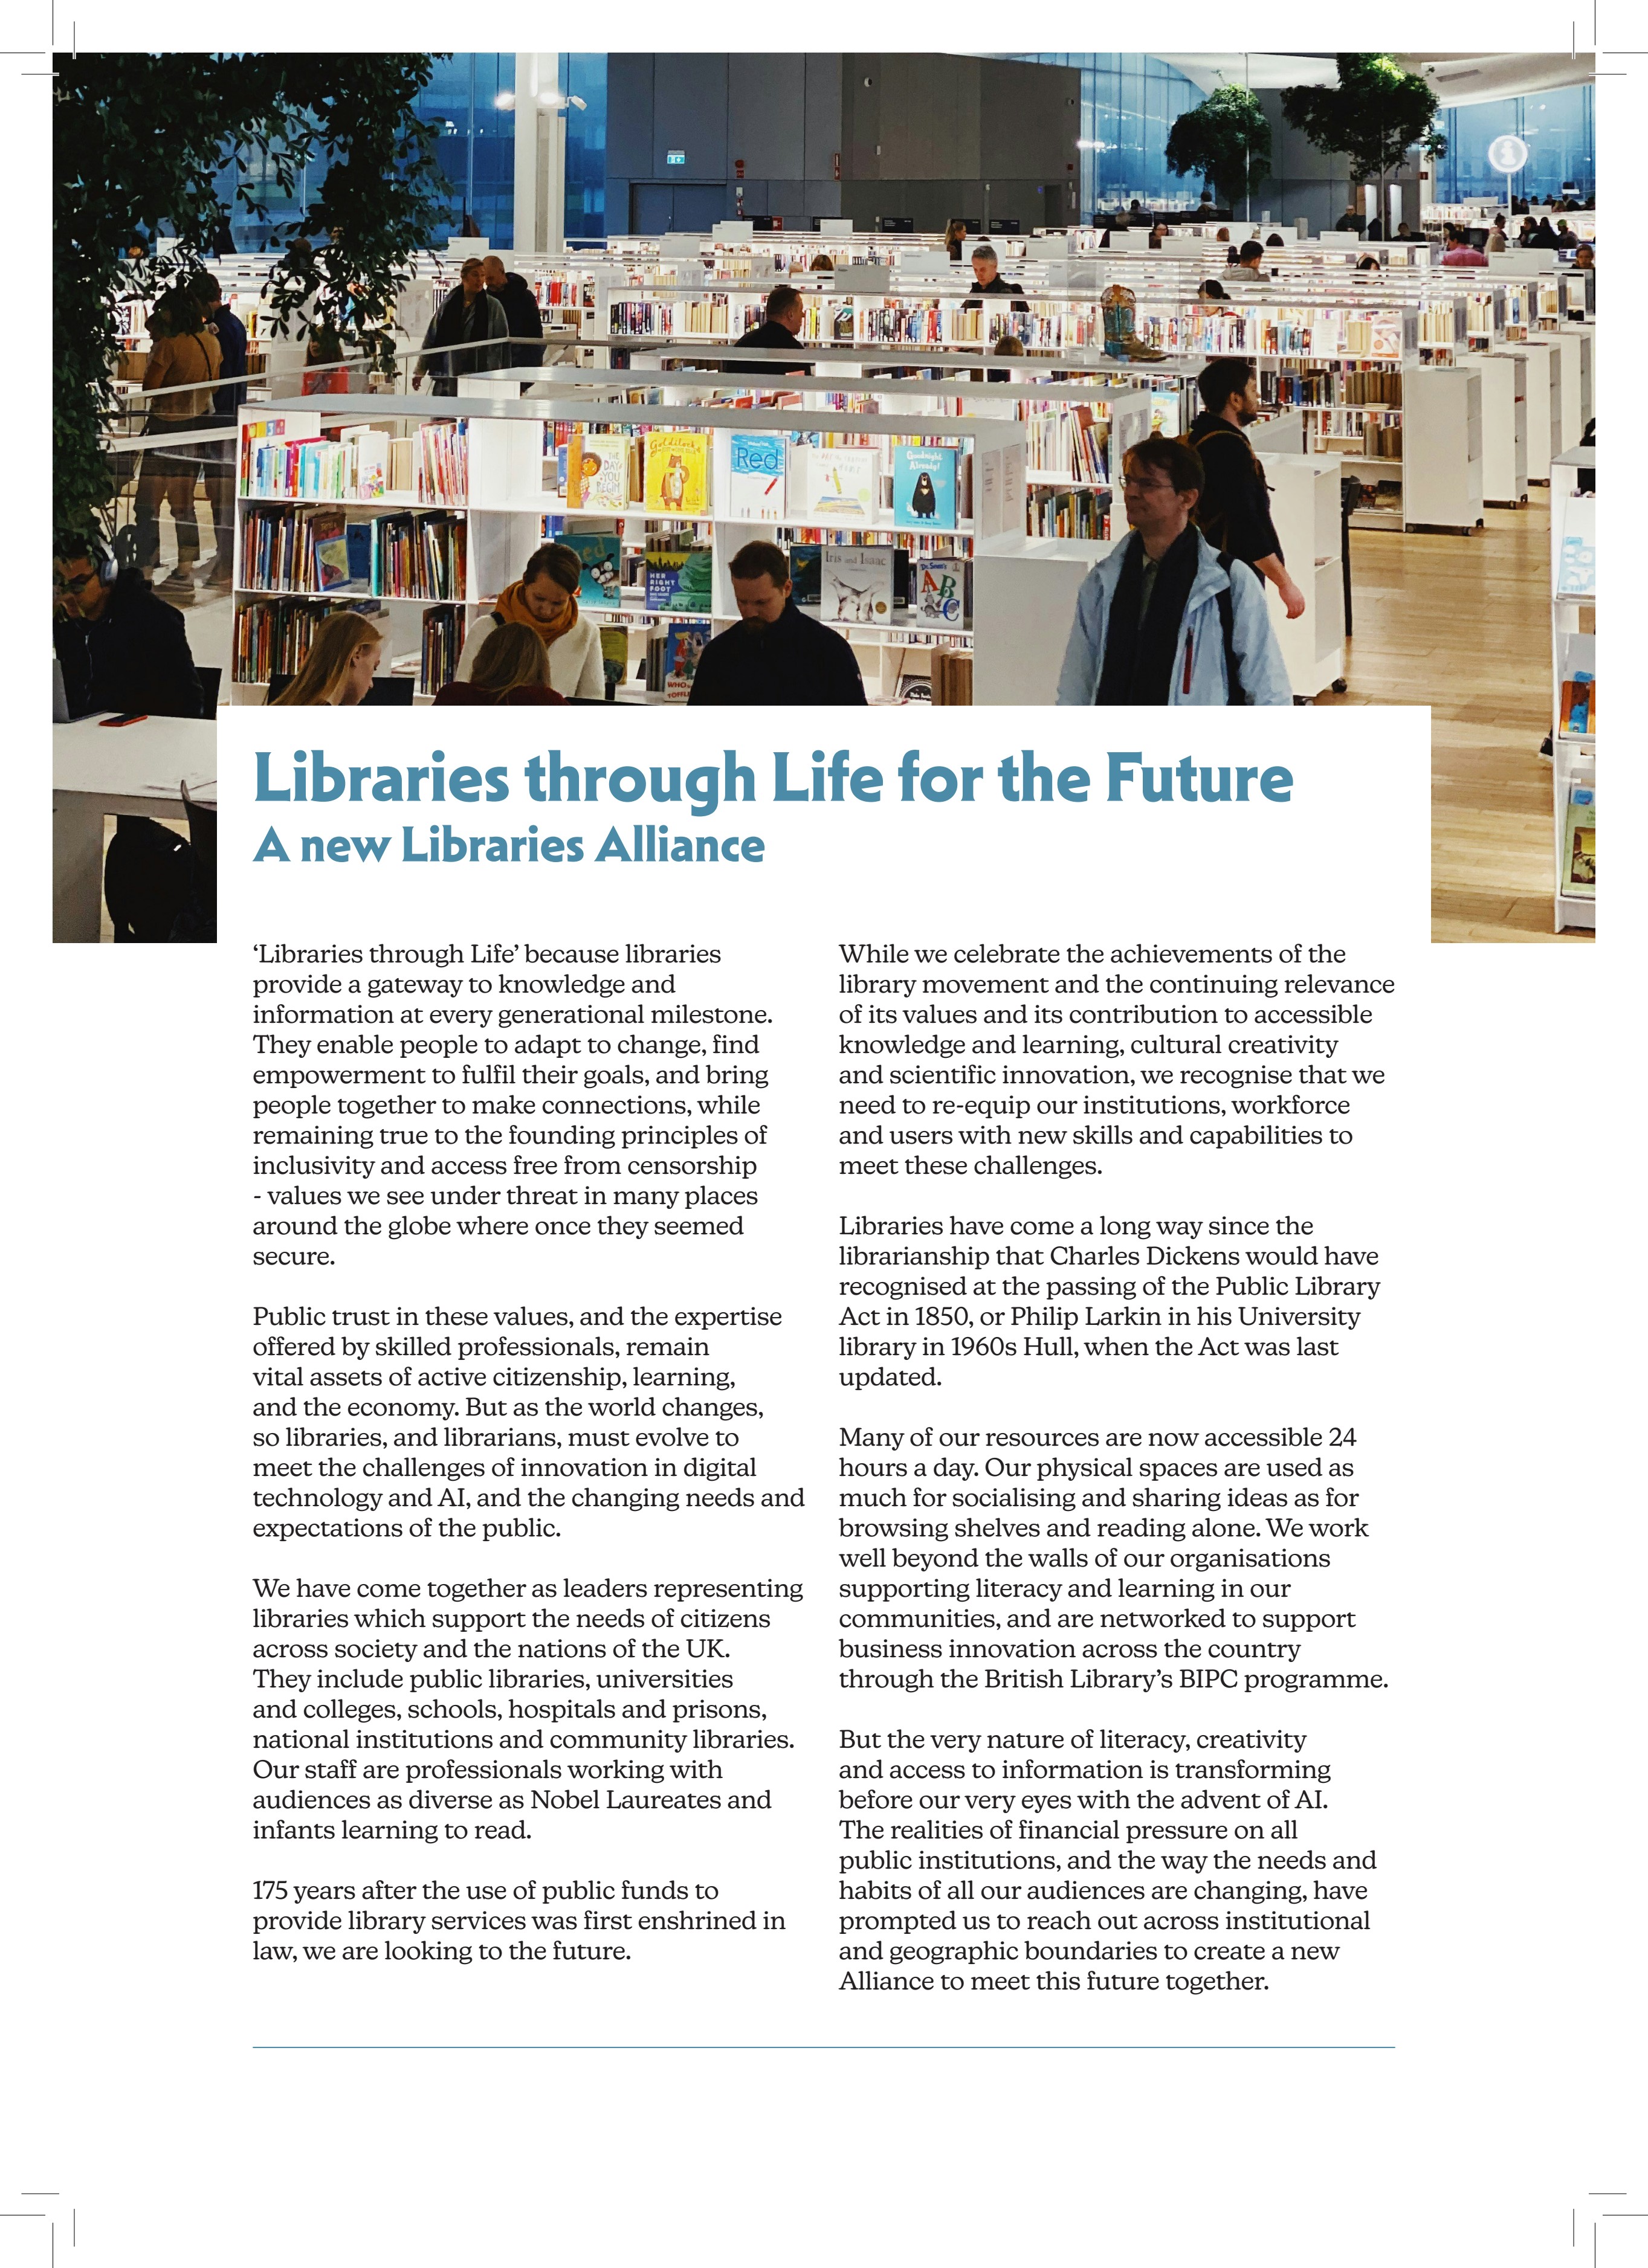 THE
DAY
YOU
BEGIN
Goldilocks
Red
Goodnight
Already!
HER
RIGHT
FOOT
Iris and Isaac
Dr. Seuss's
A B
C
WHO
TOFFLE
Libraries through Life for the Future
A new Libraries Alliance
‘Libraries through Life’ because libraries
provide a gateway to knowledge and
information at every generational milestone.
They enable people to adapt to change, find
empowerment to fulfil their goals, and bring
people together to make connections, while
remaining true to the founding principles of
inclusivity and access free from censorship
- values we see under threat in many places
around the globe where once they seemed
secure.
Public trust in these values, and the expertise
offered by skilled professionals, remain
vital assets of active citizenship, learning,
and the economy. But as the world changes,
so libraries, and librarians, must evolve to
meet the challenges of innovation in digital
technology and AI, and the changing needs and
expectations of the public.
We have come together as leaders representing
libraries which support the needs of citizens
across society and the nations of the UK.
They include public libraries, universities
and colleges, schools, hospitals and prisons,
national institutions and community libraries.
Our staff are professionals working with
audiences as diverse as Nobel Laureates and
infants learning to read.
175 years after the use of public funds to
provide library services was first enshrined in
law, we are looking to the future.
While we celebrate the achievements of the
library movement and the continuing relevance
of its values and its contribution to accessible
knowledge and learning, cultural creativity
and scientific innovation, we recognise that we
need to re-equip our institutions, workforce
and users with new skills and capabilities to
meet these challenges.
Libraries have come a long way since the
librarianship that Charles Dickens would have
recognised at the passing of the Public Library
Act in 1850, or Philip Larkin in his University
library in 1960s Hull, when the Act was last
updated.
Many of our resources are now accessible 24
hours a day. Our physical spaces are used as
much for socialising and sharing ideas as for
browsing shelves and reading alone. We work
well beyond the walls of our organisations
supporting literacy and learning in our
communities, and are networked to support
business innovation across the country
through the British Library’s BIPC programme.
But the very nature of literacy, creativity
and access to information is transforming
before our very eyes with the advent of AI.
The realities of financial pressure on all
public institutions, and the way the needs and
habits of all our audiences are changing, have
prompted us to reach out across institutional
and geographic boundaries to create a new
Alliance to meet this future together.